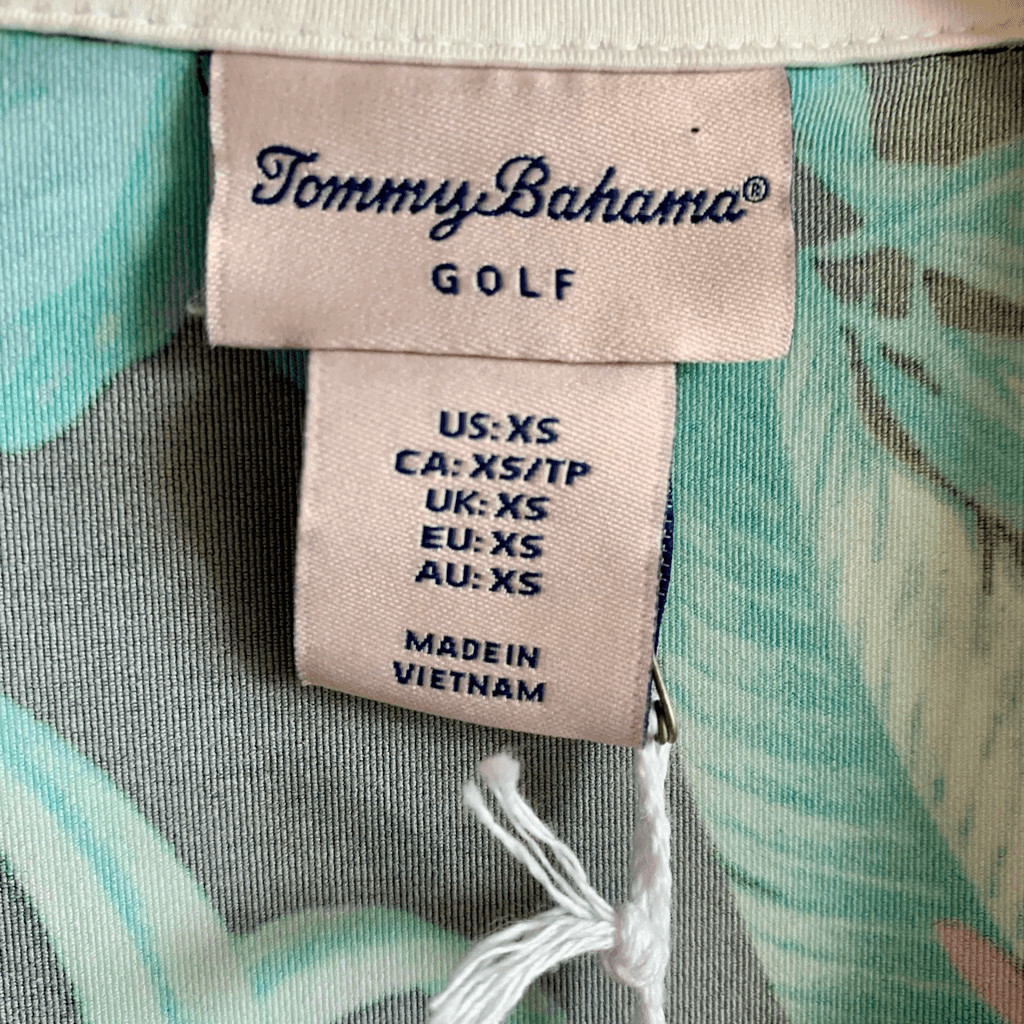 Tommy Bahama®
GOLF
US: XS
CA: XS/TP
UK: XS
EU: XS
AU: XS
MADE IN
VIETNAM